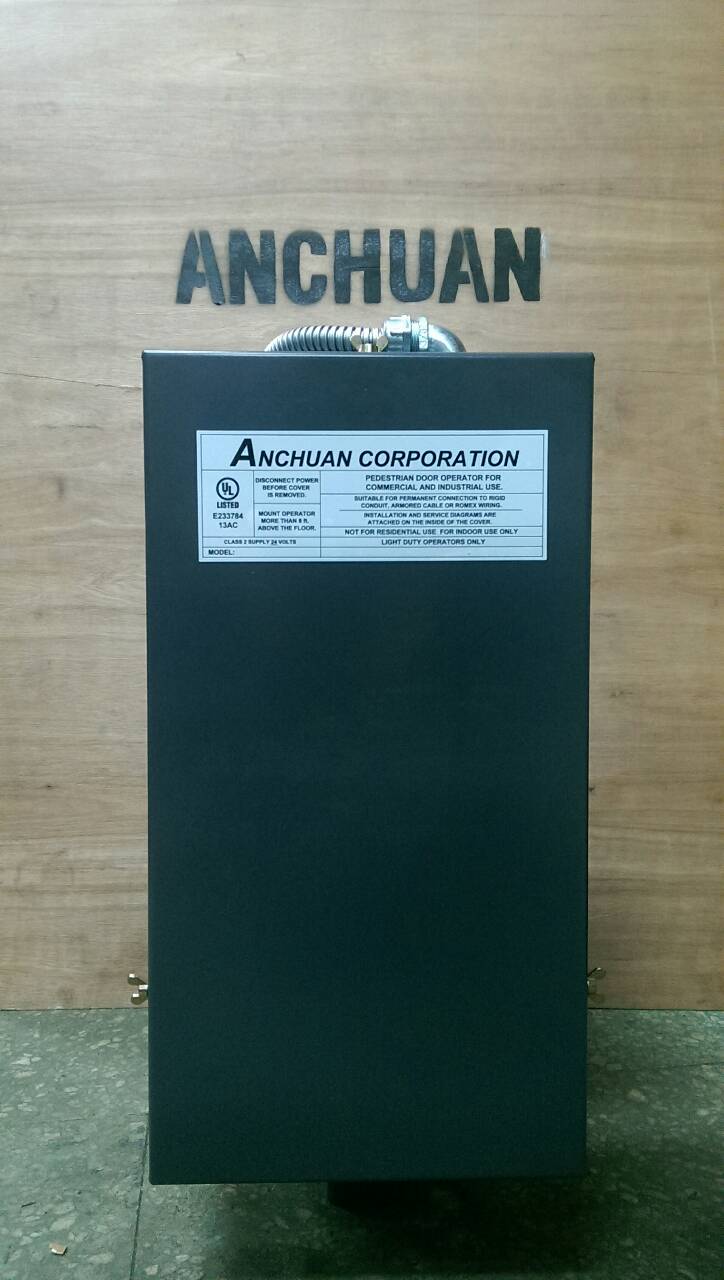 ANCHUAN
ANCHUAN CORPORATION
UL
LISTED
E233784
13AC
DISCONNECT POWER
BEFORE COVER
IS REMOVED.
MOUNT OPERATOR
MORE THAN 8 ft.
ABOVE THE FLOOR.
CLASS 2 SUPPLY 24 VOLTS
MODEL:
PEDESTRIAN DOOR OPERATOR FOR
COMMERCIAL AND INDUSTRIAL USE.
SUITABLE FOR PERMANENT CONNECTION TO RIGID
CONDUIT, ARMORED CABLE OR ROMEX WIRING.
INSTALLATION AND SERVICE DIAGRAMS ARE
ATTACHED ON THE INSIDE OF THE COVER.
NOT FOR RESIDENTIAL USE FOR INDOOR USE ONLY
LIGHT DUTY OPERATORS ONLY